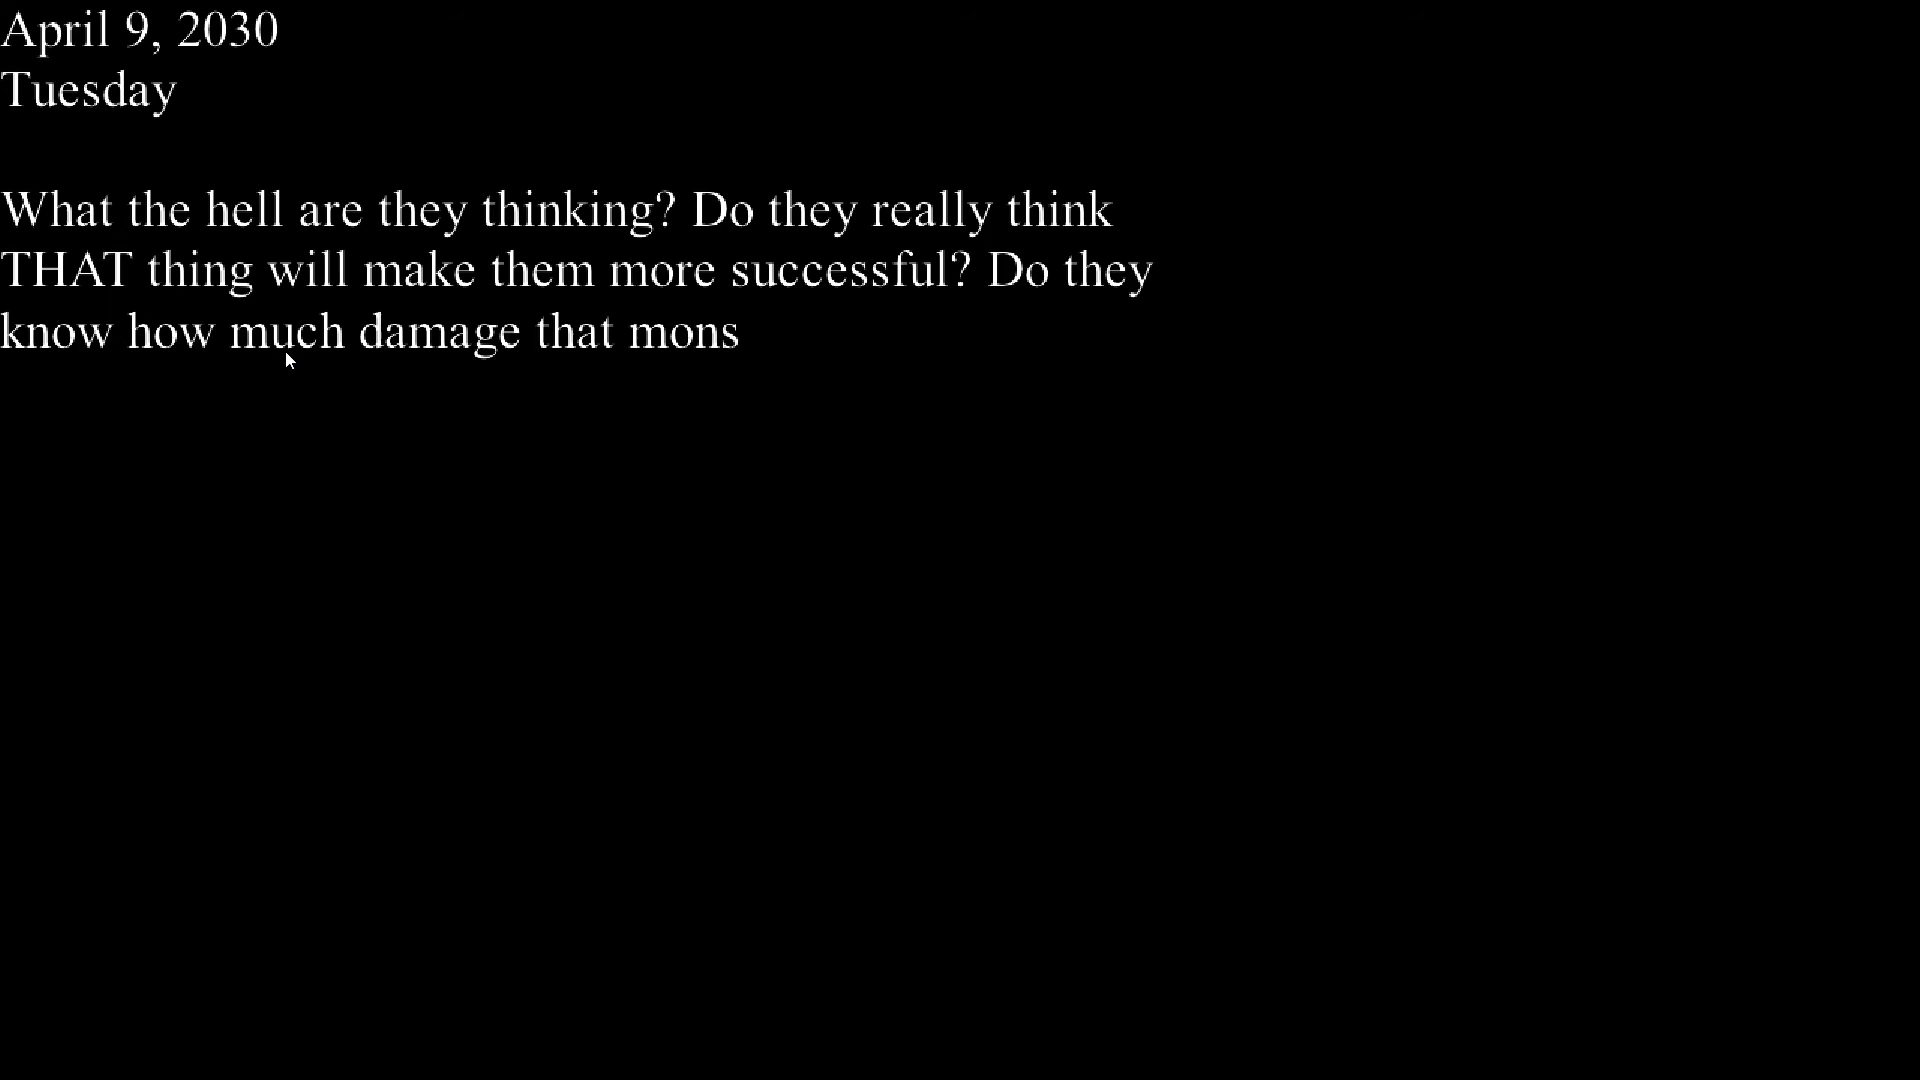 April 9, 2030
Tuesday
What the hell are they thinking? Do they really think
THAT thing will make them more successful? Do they
know how much damage that mons